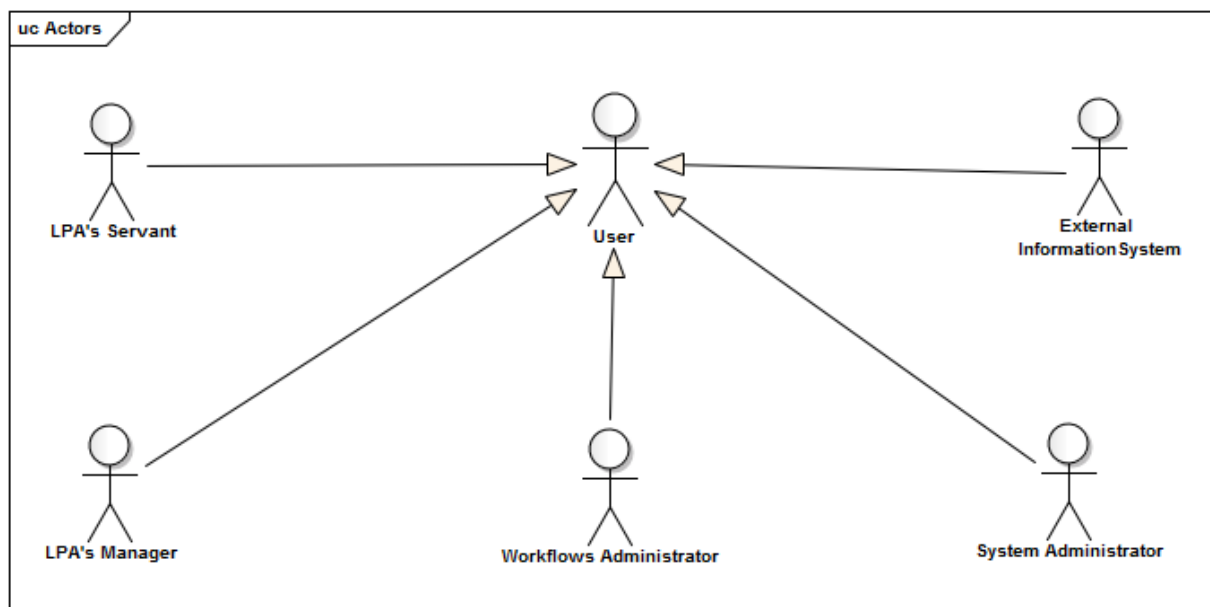 uc Actors
LPA's Servant
User
External
Information System
LPA's Manager
Workflows Administrator
System Administrator